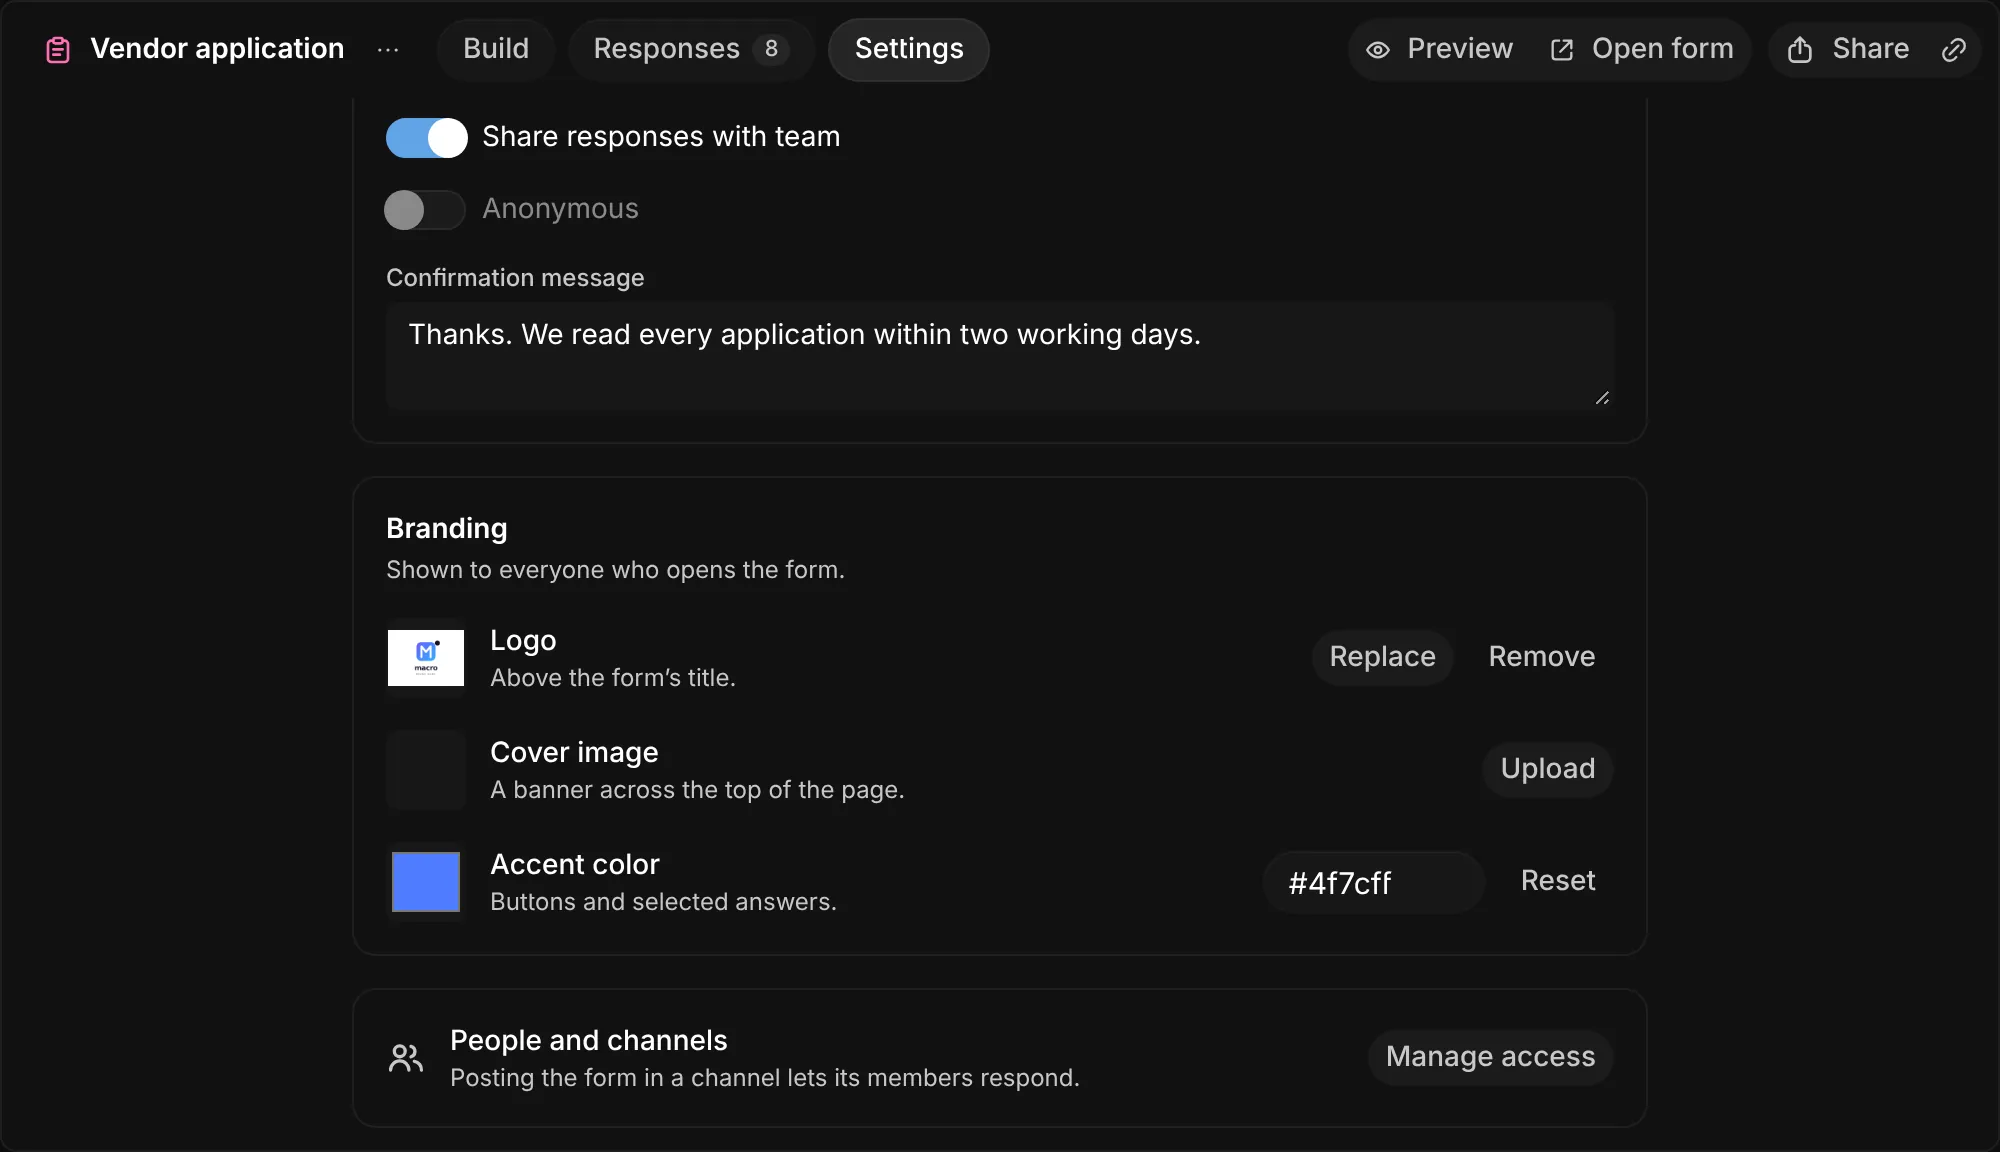 Vendor application
Build
Responses 8
Settings
Preview
Open form
Share
Share responses with team
Anonymous
Confirmation message
Thanks. We read every application within two working days.
Branding
Shown to everyone who opens the form.
macro
Logo
Above the form’s title.
Replace
Remove
Cover image
A banner across the top of the page.
Upload
Accent color
Buttons and selected answers.
#4f7cff
Reset
People and channels
Posting the form in a channel lets its members respond.
Manage access